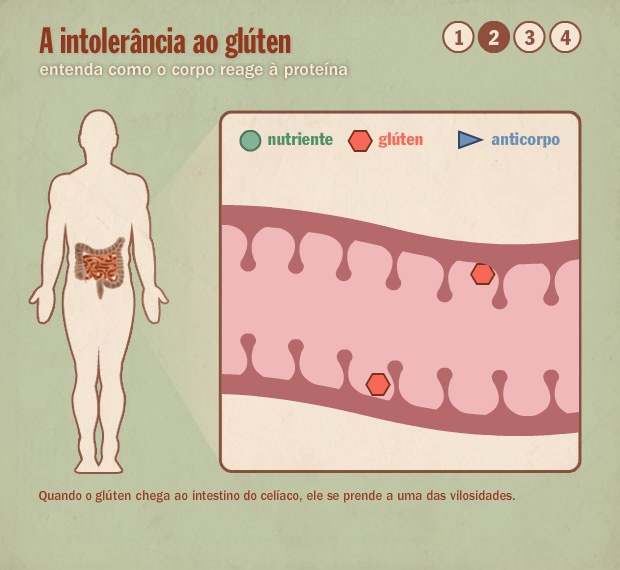 A intolerância ao glúten
entenda como o corpo reage à proteína
1 2 3 4
nutriente glúten anticorpo
Quando o glúten chega ao intestino do celíaco, ele se prende a uma das vilosidades.